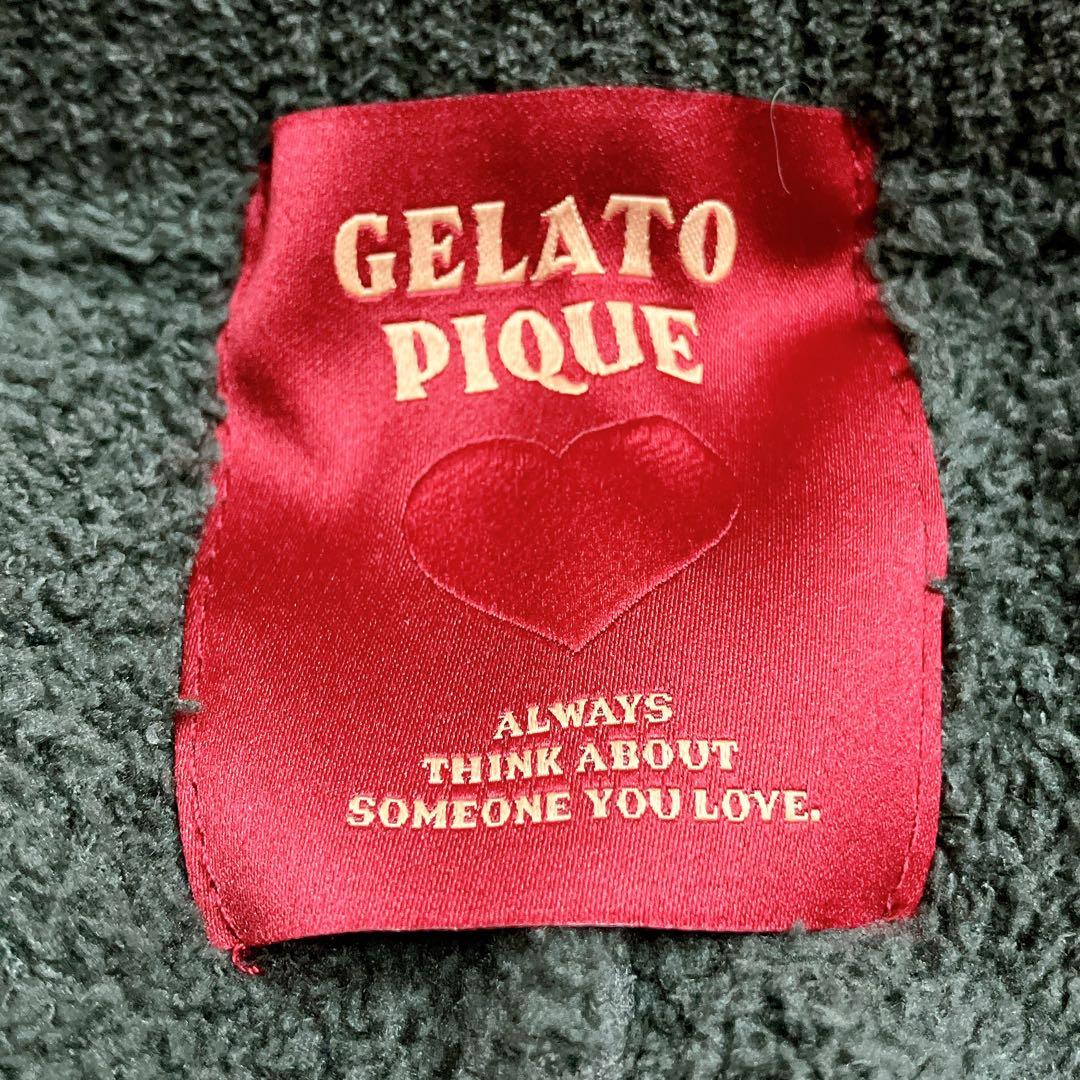 GELATO
PIQUE
ALWAYS
THINK ABOUT
SOMEONE YOU LOVE.